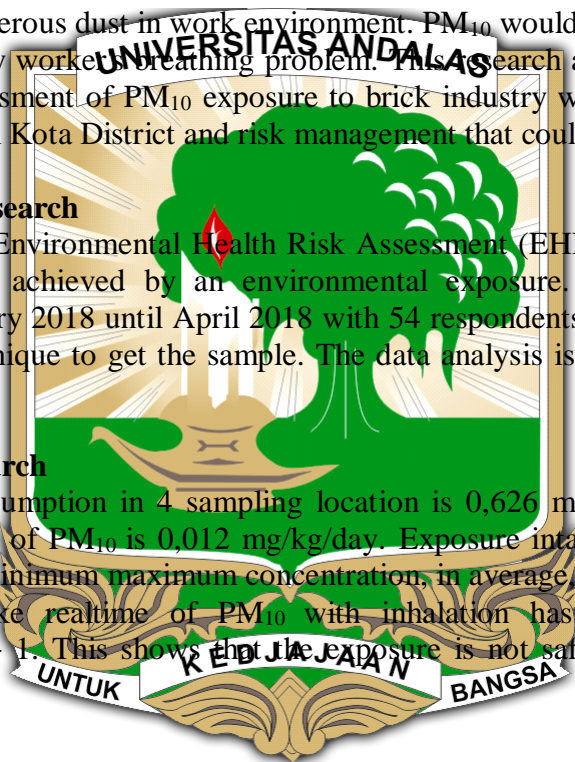 erous dust in work environment. PM10 would
UNIVERSITAS ANDALAS
worker's breathing problem. This research a
sment of PM10 exposure to brick industry w
Kota District and risk management that coul
search
Environmental Health Risk Assessment (EH
achieved by an environmental exposure.
ry 2018 until April 2018 with 54 respondents
nique to get the sample. The data analysis is
rch
umption in 4 sampling location is 0,626 m
of PM10 is 0,012 mg/kg/day. Exposure inta
inimum maximum concentration, in average,
ke realtime of PM10 with inhalation has
1. This shows that the exposure is not saf
UNTUK KEDJAJAAN BANGSA